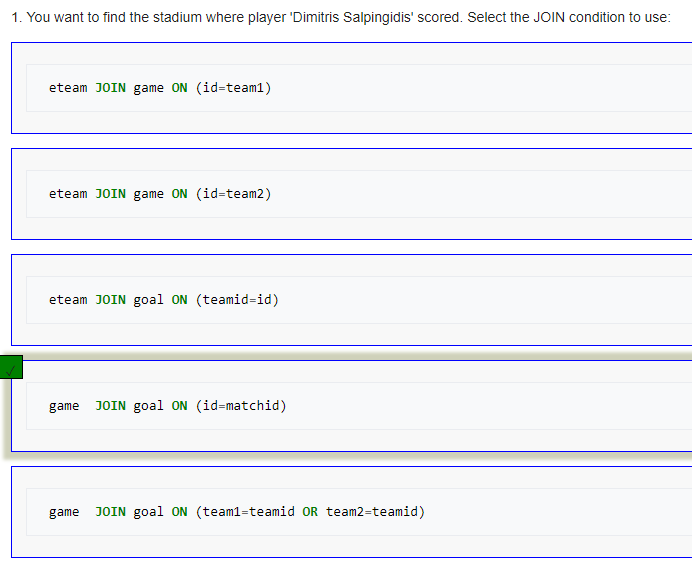 1. You want to find the stadium where player 'Dimitris Salpingidis' scored. Select the JOIN condition to use:
eteam JOIN game ON (id=team1)
eteam JOIN game ON (id=team2)
eteam JOIN goal ON (teamid=id)
✓
game  JOIN goal ON (id=matchid)
game  JOIN goal ON (team1=teamid OR team2=teamid)